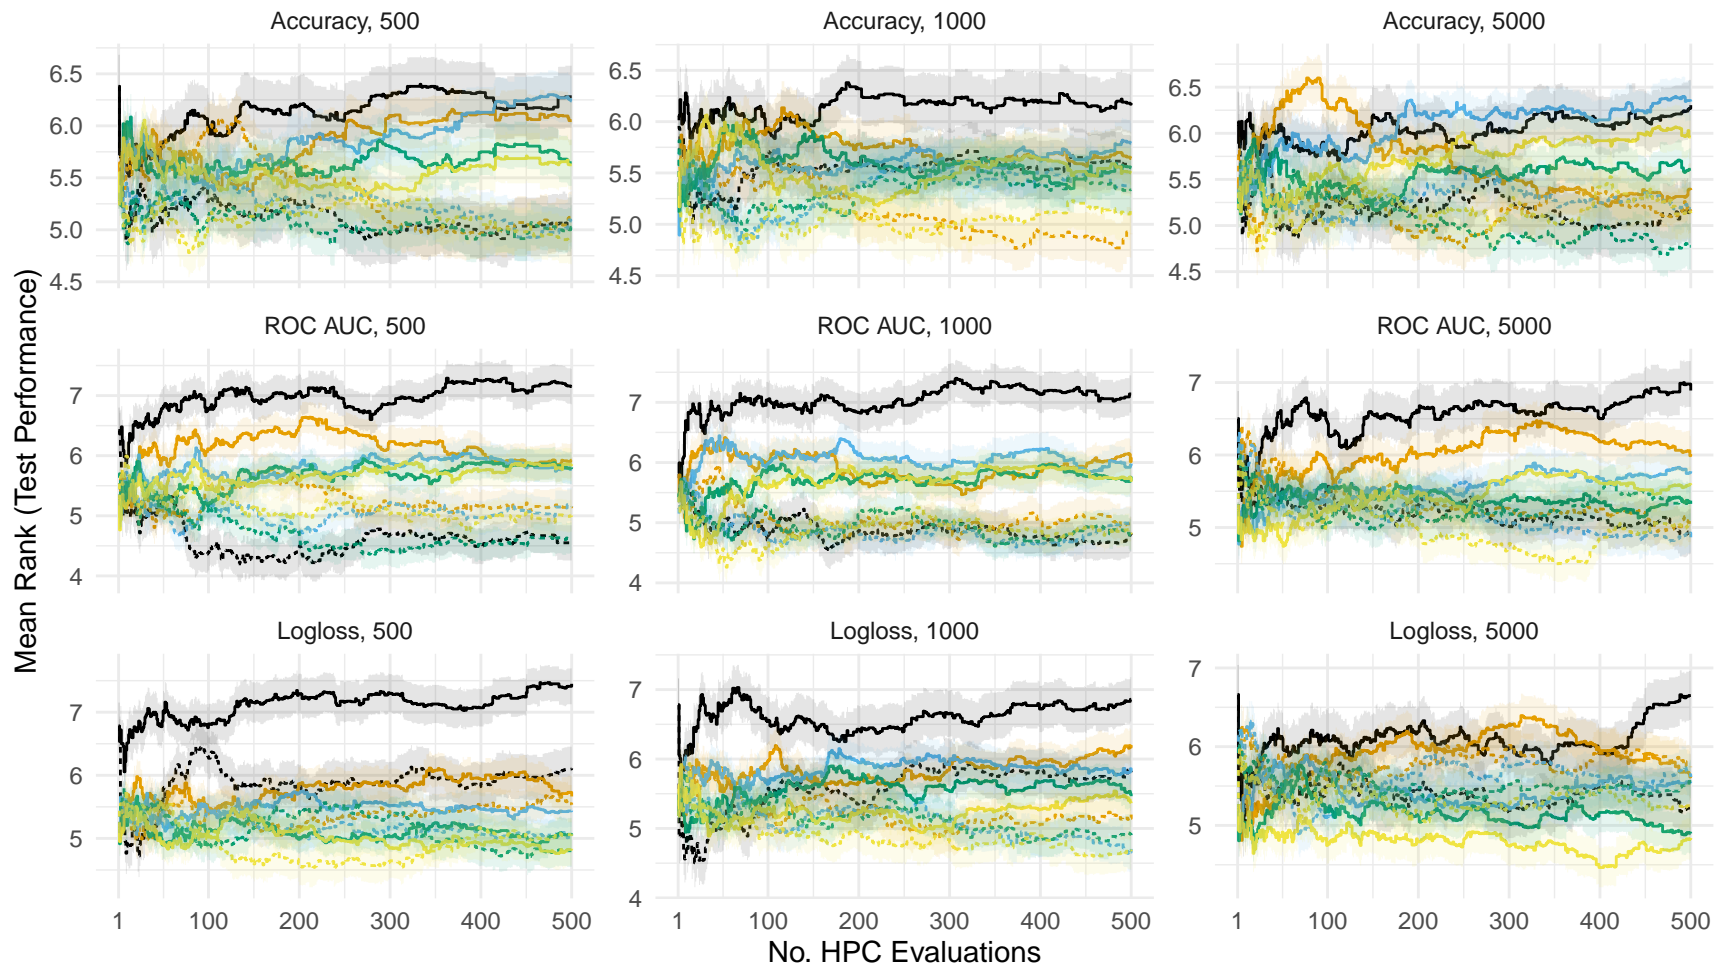 Accuracy, 500
Accuracy, 1000
Accuracy, 5000
6.5
6.0
5.5
5.0
4.5
6.5
6.0
5.5
5.0
4.5
6.5
6.0
5.5
5.0
4.5
ROC AUC, 500
ROC AUC, 1000
ROC AUC, 5000
7
6
5
4
7
6
5
4
7
6
5
Logloss, 500
Logloss, 1000
Logloss, 5000
7
6
5
7
6
5
4
7
6
5
1 100 200 300 400 500
1 100 200 300 400 500
1 100 200 300 400 500
Mean Rank (Test Performance)
No. HPC Evaluations